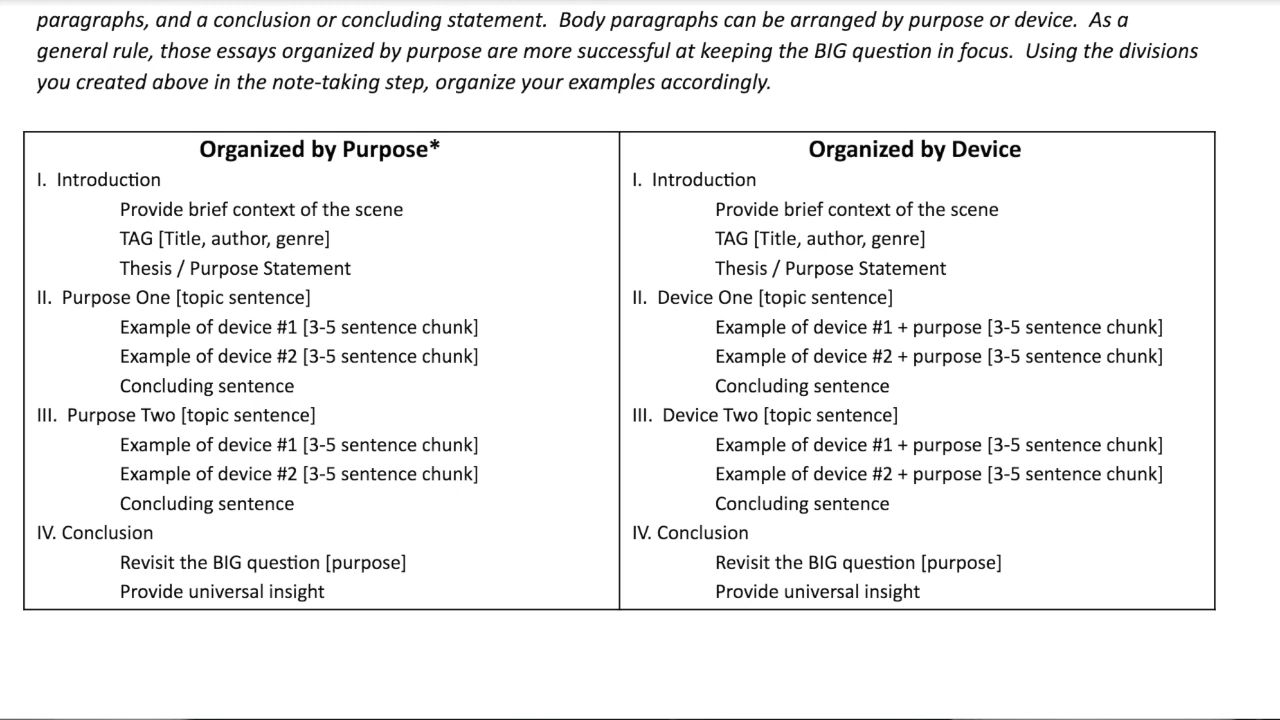 paragraphs, and a conclusion or concluding statement.  Body paragraphs can be arranged by purpose or device.  As a
general rule, those essays organized by purpose are more successful at keeping the BIG question in focus.  Using the divisions
you created above in the note-taking step, organize your examples accordingly.
Organized by Purpose*
I.  Introduction
Provide brief context of the scene
TAG [Title, author, genre]
Thesis / Purpose Statement
II.  Purpose One [topic sentence]
Example of device #1 [3-5 sentence chunk]
Example of device #2 [3-5 sentence chunk]
Concluding sentence
III.  Purpose Two [topic sentence]
Example of device #1 [3-5 sentence chunk]
Example of device #2 [3-5 sentence chunk]
Concluding sentence
IV. Conclusion
Revisit the BIG question [purpose]
Provide universal insight
Organized by Device
I.  Introduction
Provide brief context of the scene
TAG [Title, author, genre]
Thesis / Purpose Statement
II.  Device One [topic sentence]
Example of device #1 + purpose [3-5 sentence chunk]
Example of device #2 + purpose [3-5 sentence chunk]
Concluding sentence
III.  Device Two [topic sentence]
Example of device #1 + purpose [3-5 sentence chunk]
Example of device #2 + purpose [3-5 sentence chunk]
Concluding sentence
IV. Conclusion
Revisit the BIG question [purpose]
Provide universal insight